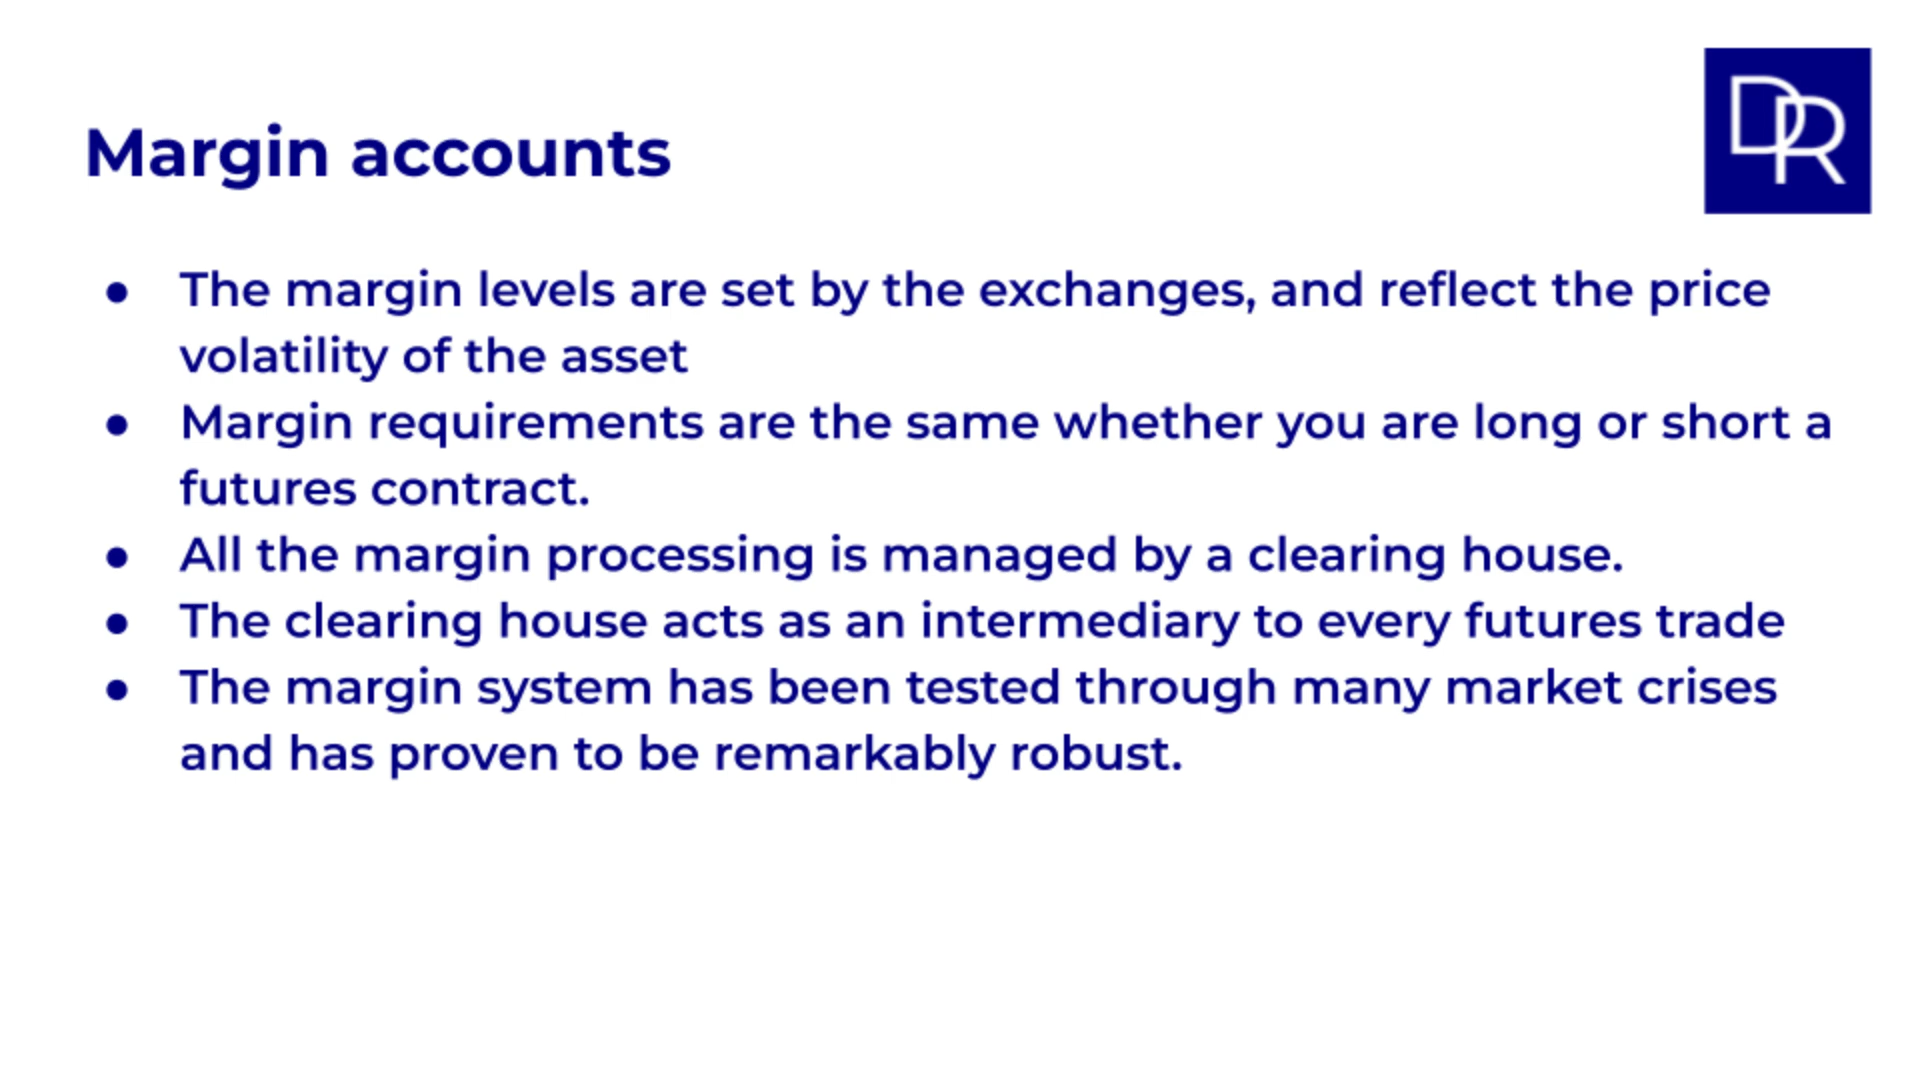 DR
Margin accounts
● The margin levels are set by the exchanges, and reflect the price
volatility of the asset
● Margin requirements are the same whether you are long or short a
futures contract.
● All the margin processing is managed by a clearing house.
● The clearing house acts as an intermediary to every futures trade
● The margin system has been tested through many market crises
and has proven to be remarkably robust.